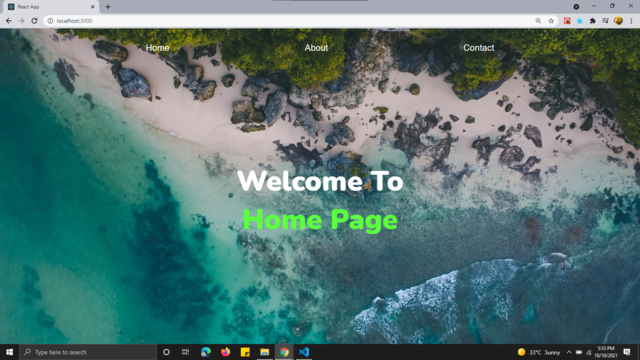 React App
localhost:3000
Home
About
Contact
Welcome To
Home Page
Type here to search
33°C Sunny
5:33 PM
10/10/2021